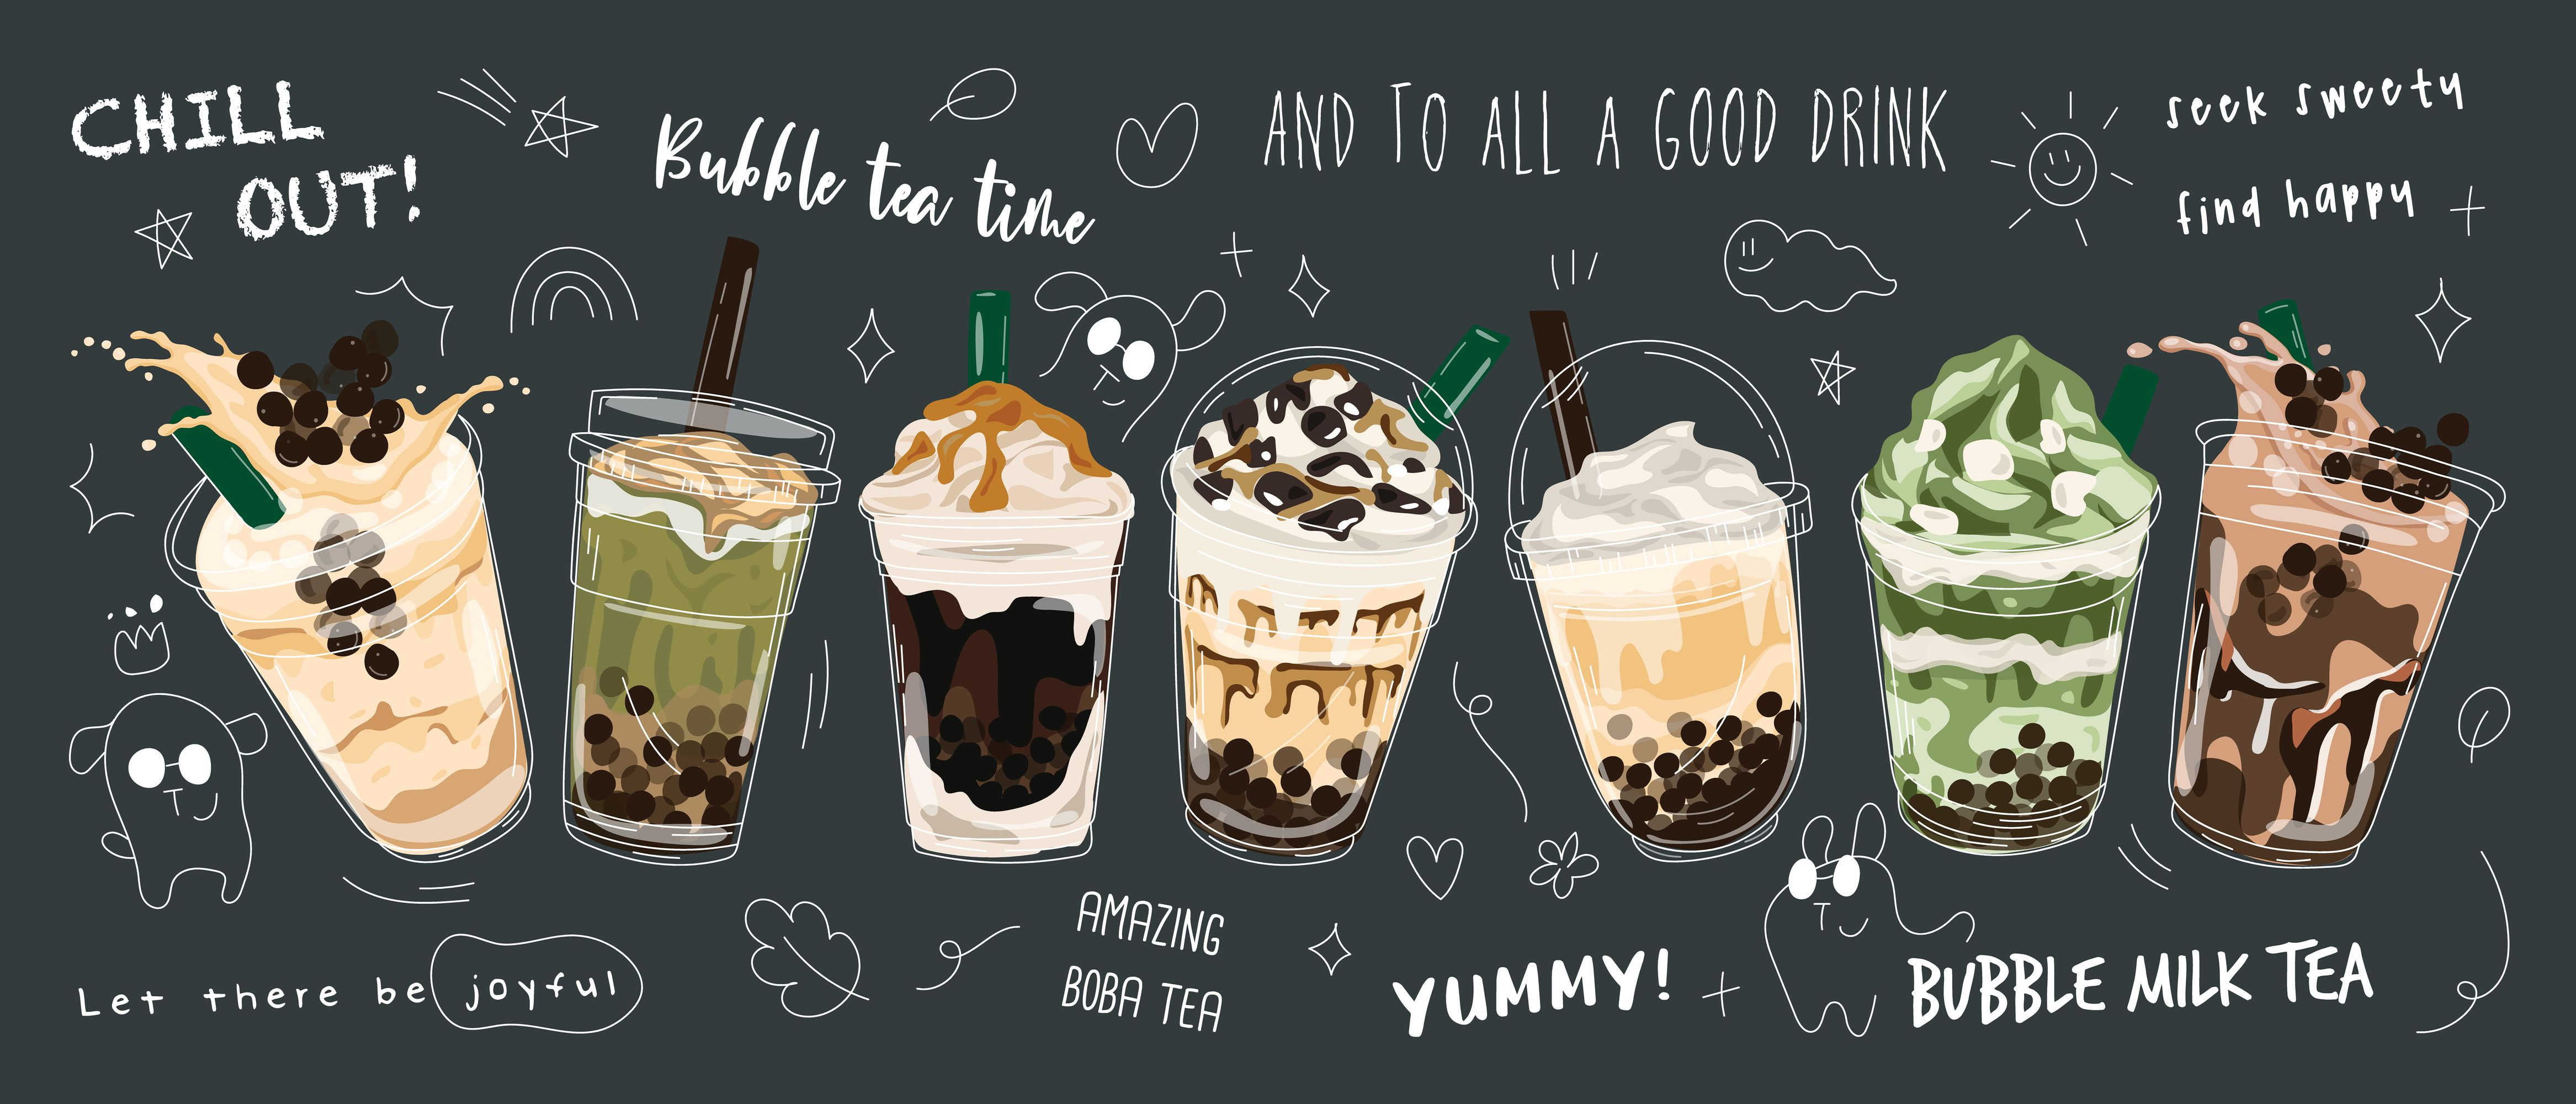 CHILL
OUT!
Bubble tea time
AND TO ALL A GOOD DRINK
seek sweety
find happy
Let there be joyful
AMAZING
BOBA TEA
YUMMY!
BUBBLE MILK TEA